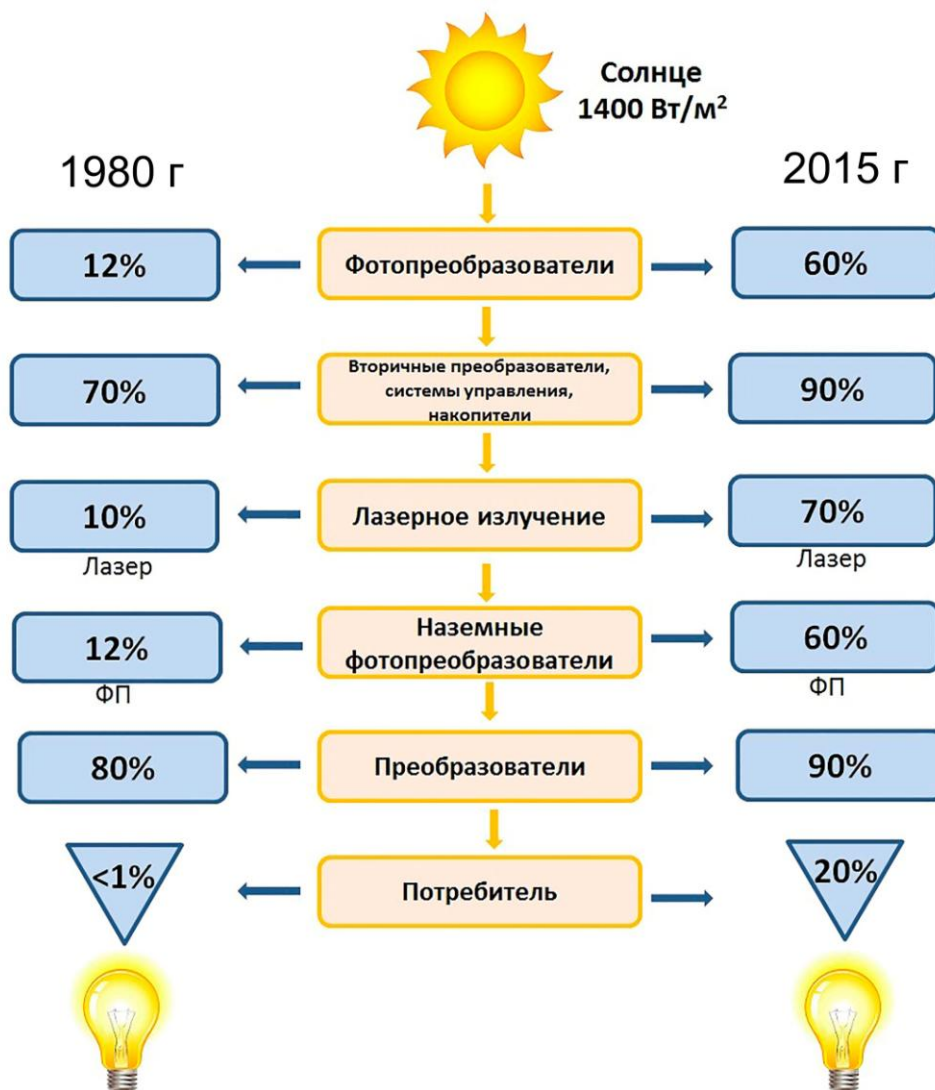 Солнце
1400 Вт/м²
1980 г
2015 г
12%
Фотопреобразователи
60%
70%
Вторичные преобразователи,
системы управления,
накопители
90%
10%
Лазер
Лазерное излучение
70%
Лазер
12%
ФП
Наземные
фотопреобразователи
60%
ФП
80%
Преобразователи
90%
<1%
Потребитель
20%